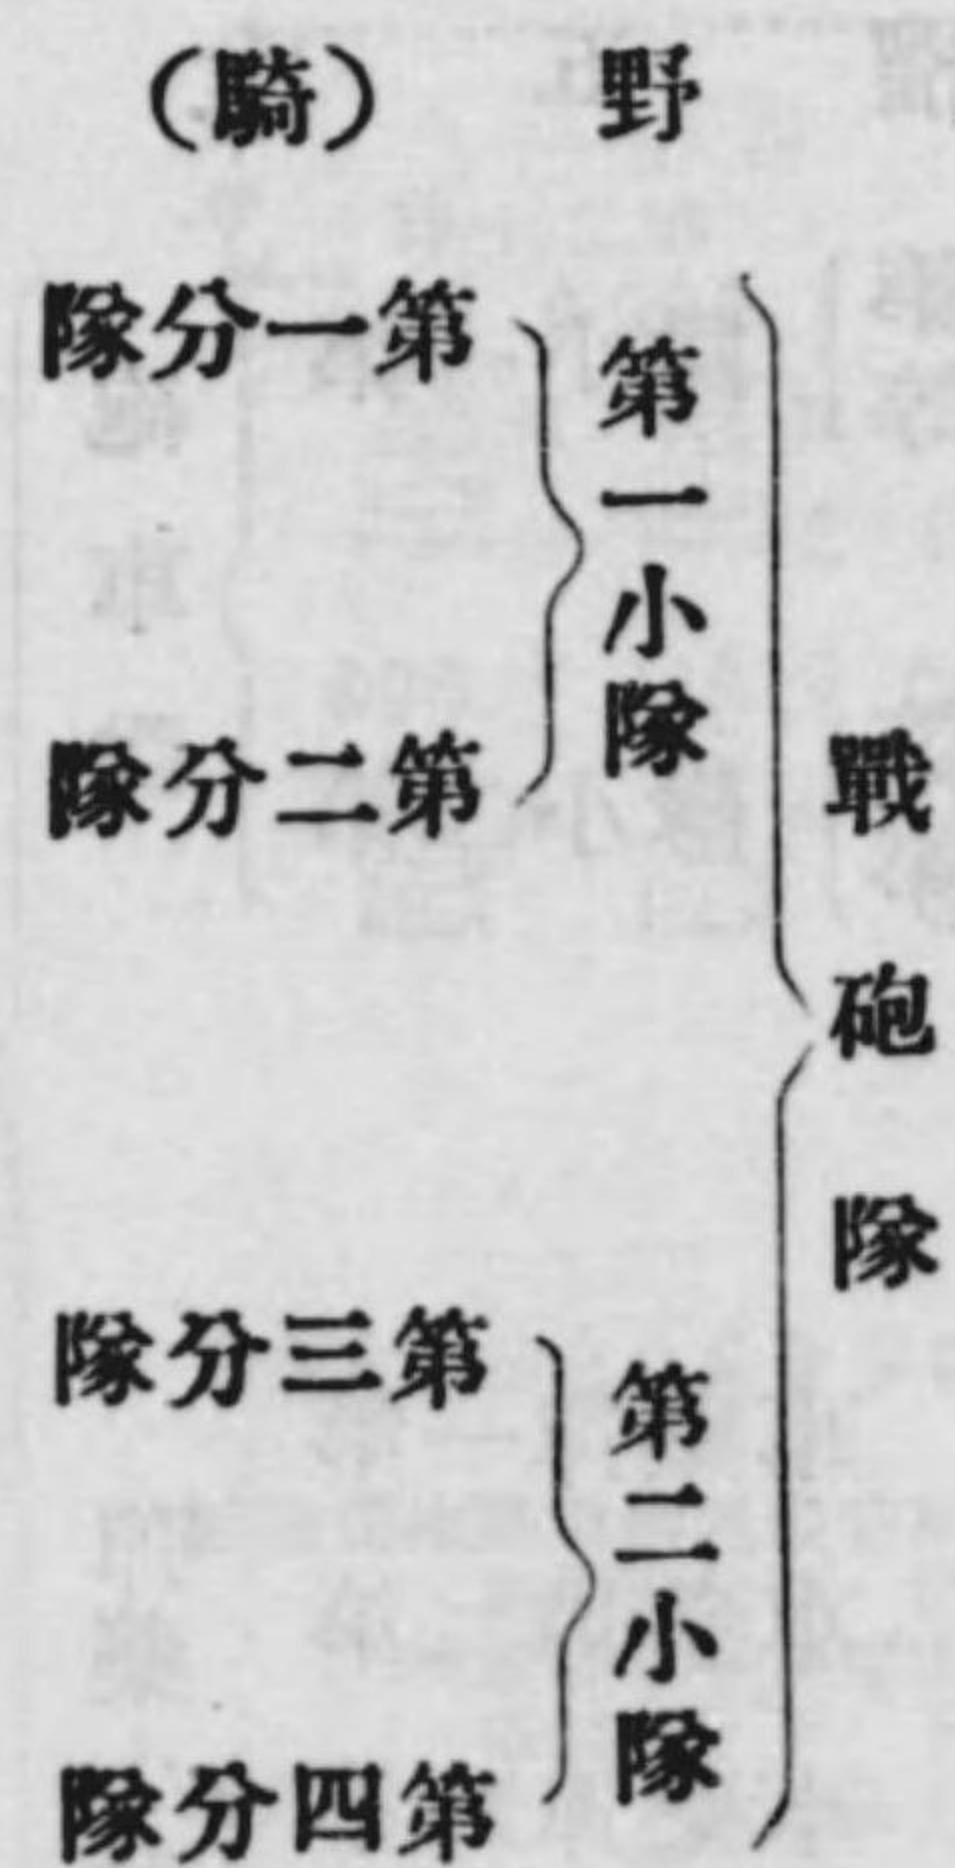 野（騎）
戰砲隊
第一小隊
第一分隊
第二分隊
第二小隊
第三分隊
第四分隊